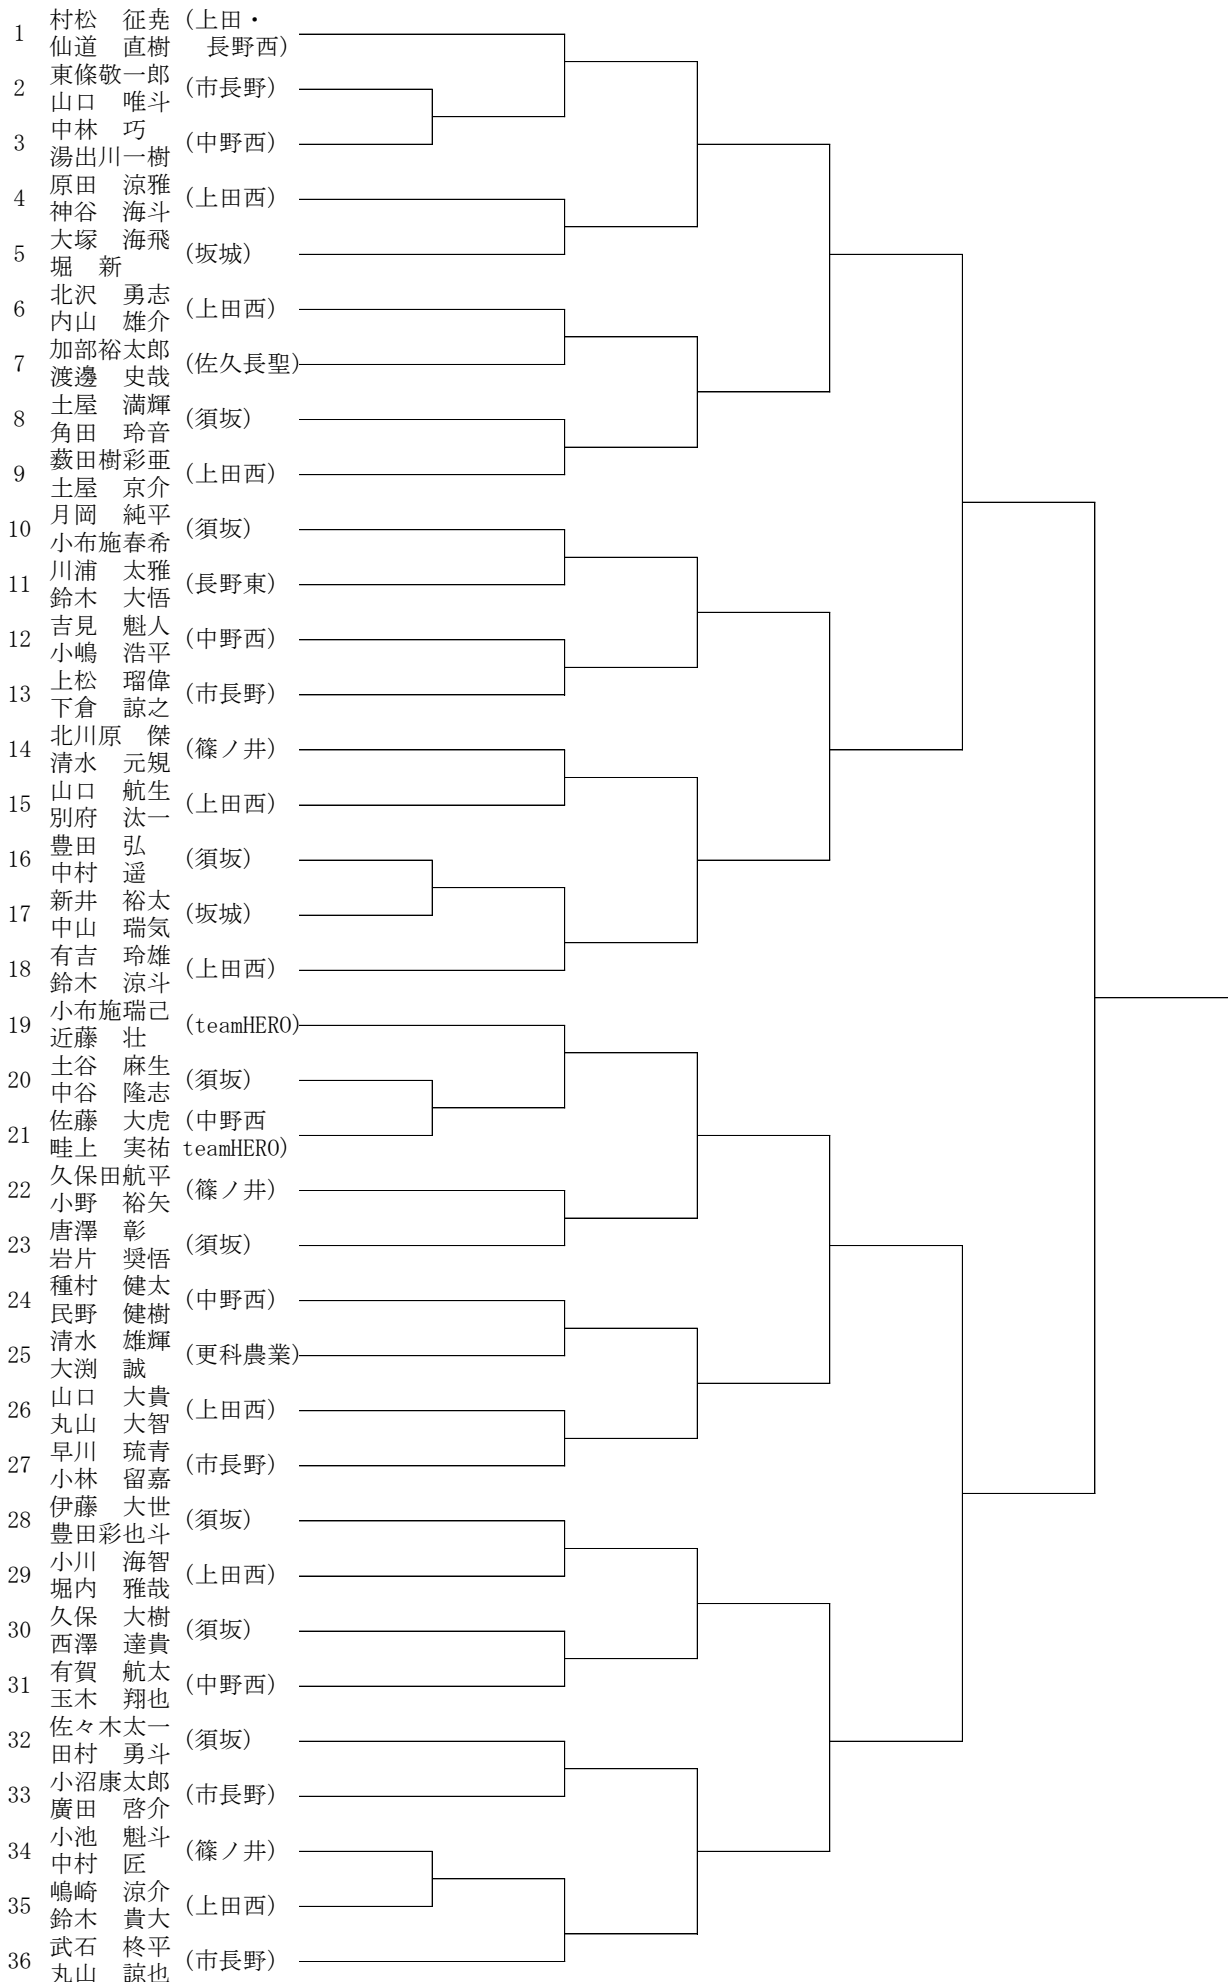 村松　征尭 (上田・
1
仙道　直樹　長野西)
東條敬一郎
2 (市長野)
山口　唯斗
中林　巧
3 (中野西)
湯出川一樹
原田　涼雅
4 (上田西)
神谷　海斗
大塚　海飛
5 (坂城)
堀　新
北沢　勇志
6 (上田西)
内山　雄介
加部裕太郎
7 (佐久長聖)
渡邊　史哉
土屋　満輝
8 (須坂)
角田　玲音
薮田樹彩亜
9 (上田西)
土屋　京介
月岡　純平
10 (須坂)
小布施春希
川浦　太雅
11 (長野東)
鈴木　大悟
吉見　魁人
12 (中野西)
小嶋　浩平
上松　瑠偉
13 (市長野)
下倉　諒之
北川原　傑
14 (篠ノ井)
清水　元規
山口　航生
15 (上田西)
別府　汰一
豊田　弘
16 (須坂)
中村　遥
新井　裕太
17 (坂城)
中山　瑞気
有吉　玲雄
18 (上田西)
鈴木　涼斗
小布施瑞己
19 (teamHERO)
近藤　壮
土谷　麻生
20 (須坂)
中谷　隆志
佐藤　大虎 (中野西
21
畦上　実祐 teamHERO)
久保田航平
22 (篠ノ井)
小野　裕矢
唐澤　彰
23 (須坂)
岩片　奨悟
種村　健太
24 (中野西)
民野　健樹
清水　雄輝
25 (更科農業)
大渕　誠
山口　大貴
26 (上田西)
丸山　大智
早川　琉青
27 (市長野)
小林　留嘉
伊藤　大世
28 (須坂)
豊田彩也斗
小川　海智
29 (上田西)
堀内　雅哉
久保　大樹
30 (須坂)
西澤　達貴
有賀　航太
31 (中野西)
玉木　翔也
佐々木太一
32 (須坂)
田村　勇斗
小沼康太郎
33 (市長野)
廣田　啓介
小池　魁斗
34 (篠ノ井)
中村　匠
嶋崎　涼介
35 (上田西)
鈴木　貴大
武石　柊平
36 (市長野)
丸山　諒也